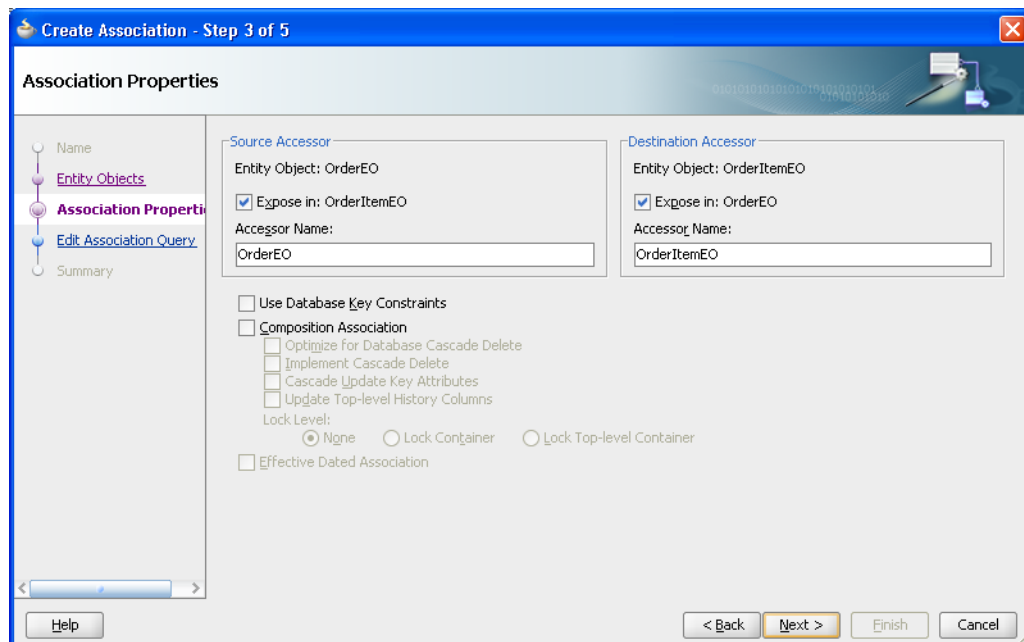 Create Association - Step 3 of 5
Association Properties
010101010101010101010101
Name
Entity Objects
Association Properti
Edit Association Query
Summary
Source Accessor
Entity Object: OrderEO
Expose in: OrderItemEO
Accessor Name:
OrderEO
Destination Accessor
Entity Object: OrderItemEO
Expose in: OrderEO
Accessor Name:
OrderItemEO
Use Database Key Constraints
Composition Association
Optimize for Database Cascade Delete
Implement Cascade Delete
Cascade Update Key Attributes
Update Top-level History Columns
Lock Level:
None Lock Container Lock Top-level Container
Effective Dated Association
Help < Back Next > Finish Cancel